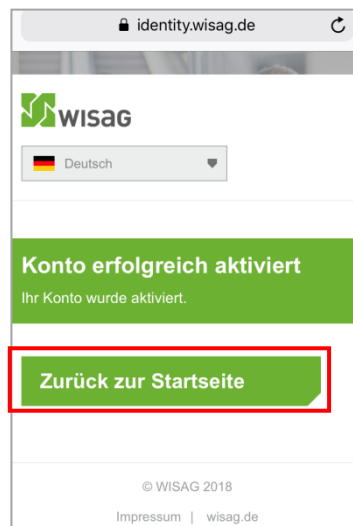 identity.wisag.de
WISAG
Deutsch
Konto erfolgreich aktiviert
Ihr Konto wurde aktiviert.
Zurück zur Startseite
© WISAG 2018
Impressum | wisag.de